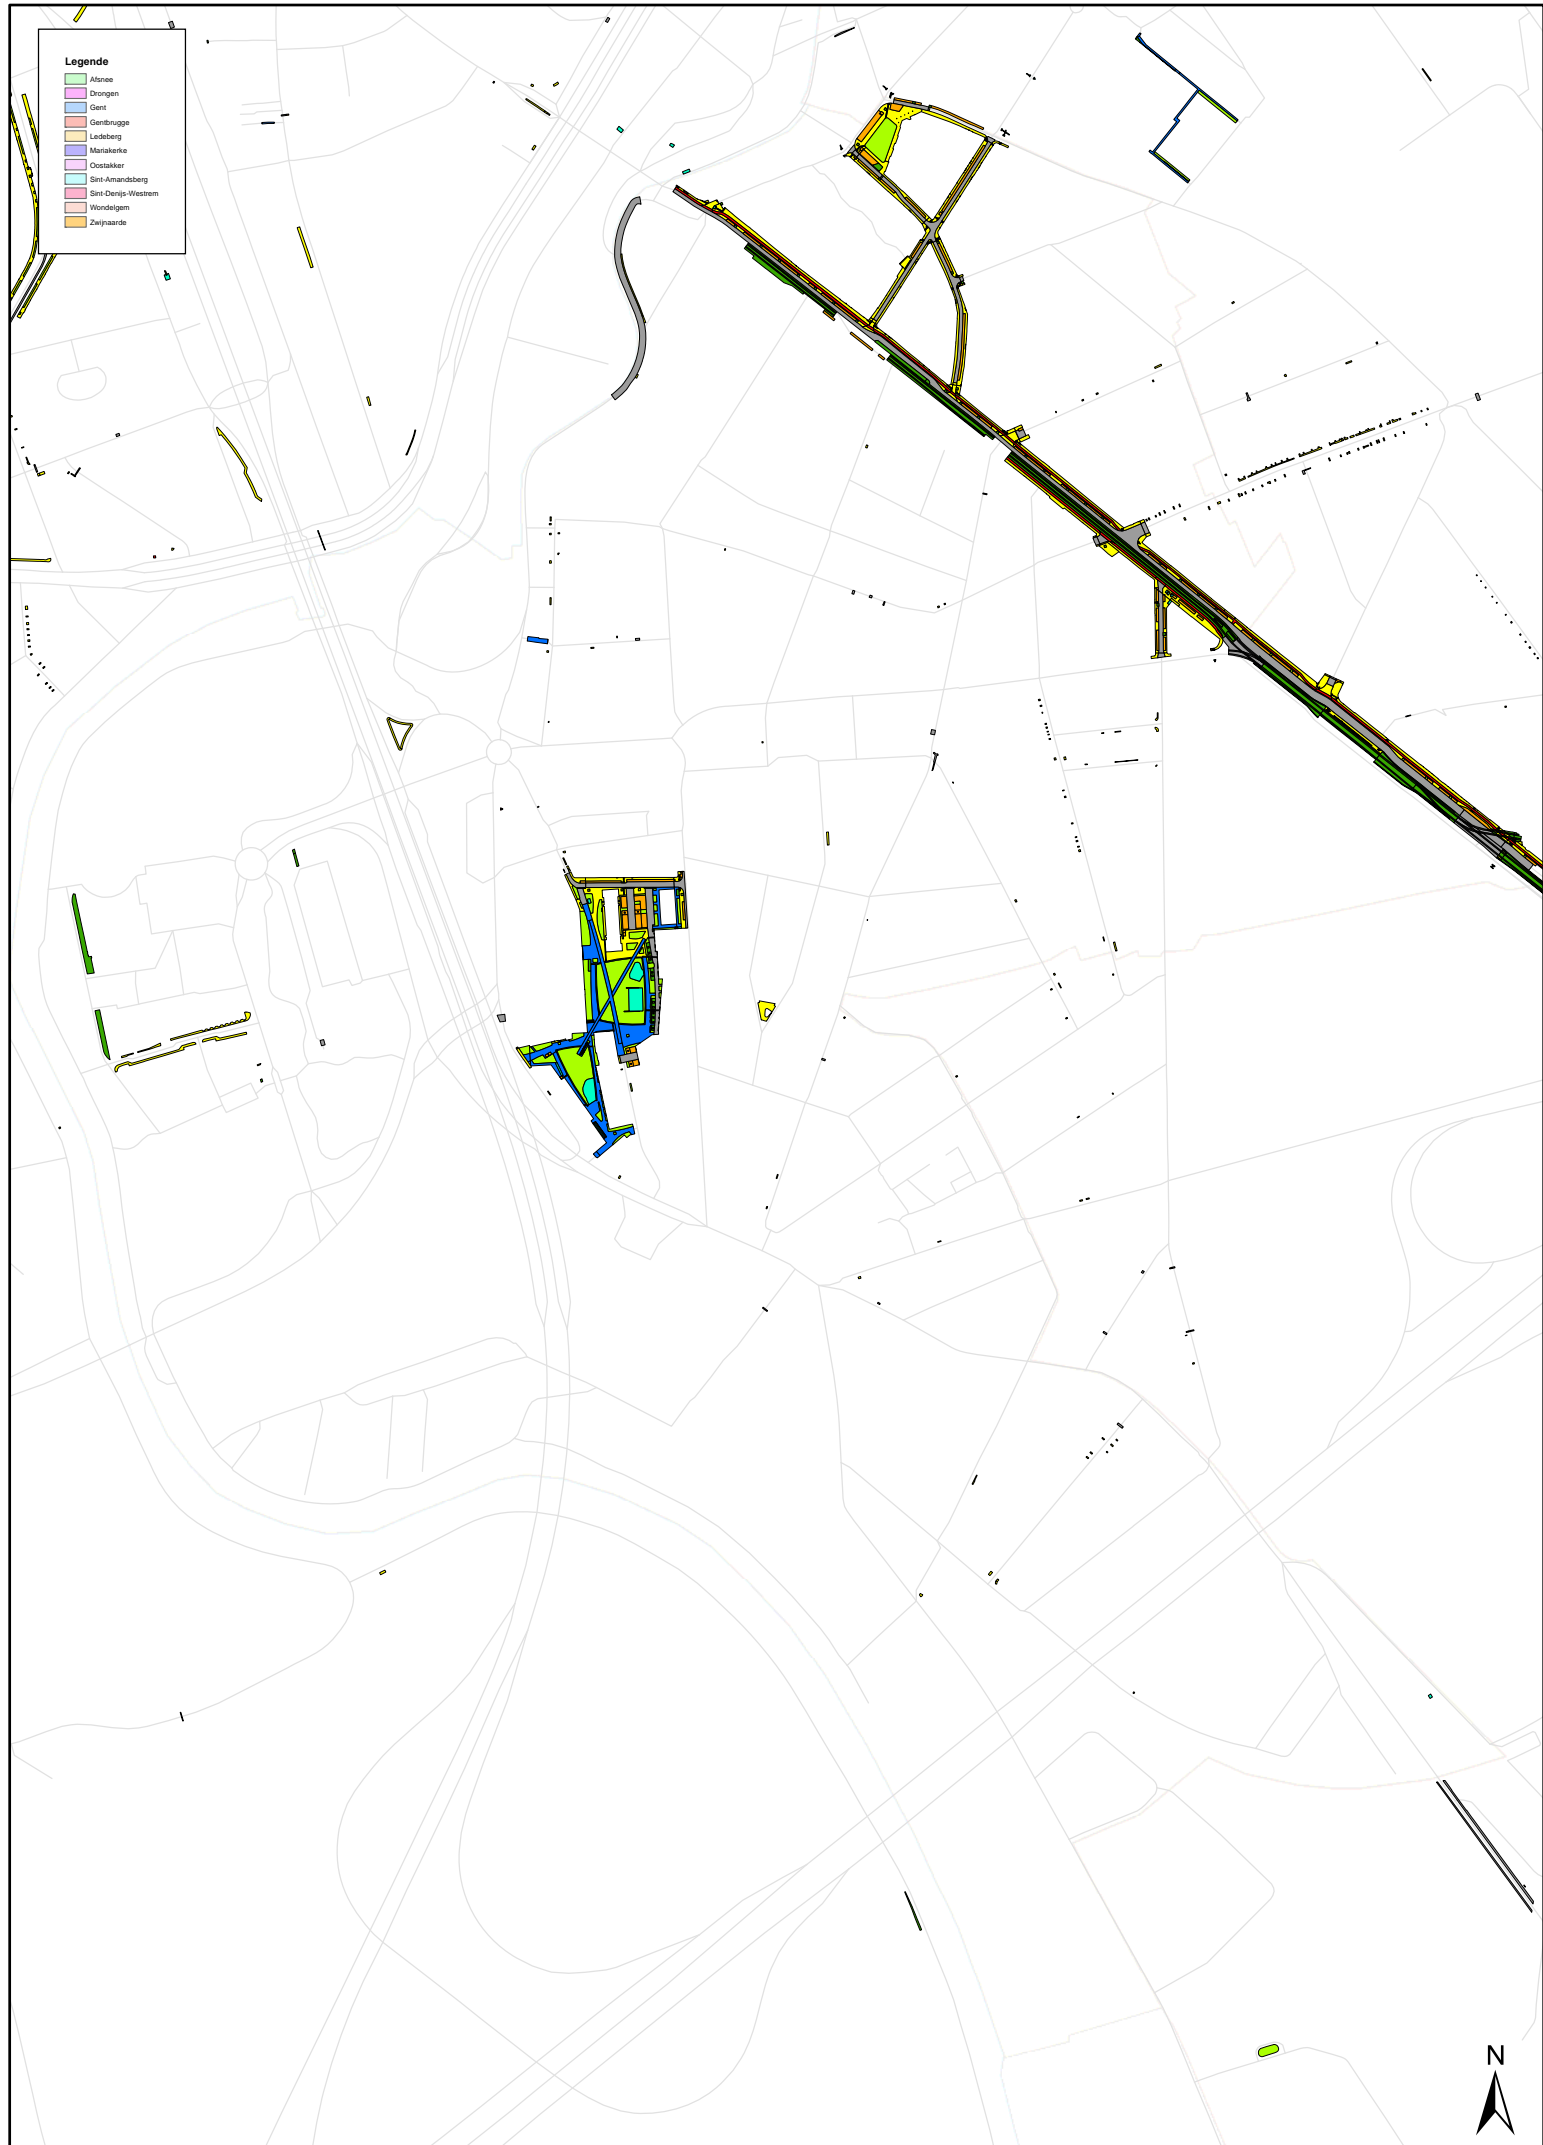 Legende
Afsnee
Drongen
Gent
Gentbrugge
Ledeberg
Mariakerke
Oostakker
Sint-Amandsberg
Sint-Denijs-Westrem
Wondelgem
Zwijnaarde
N